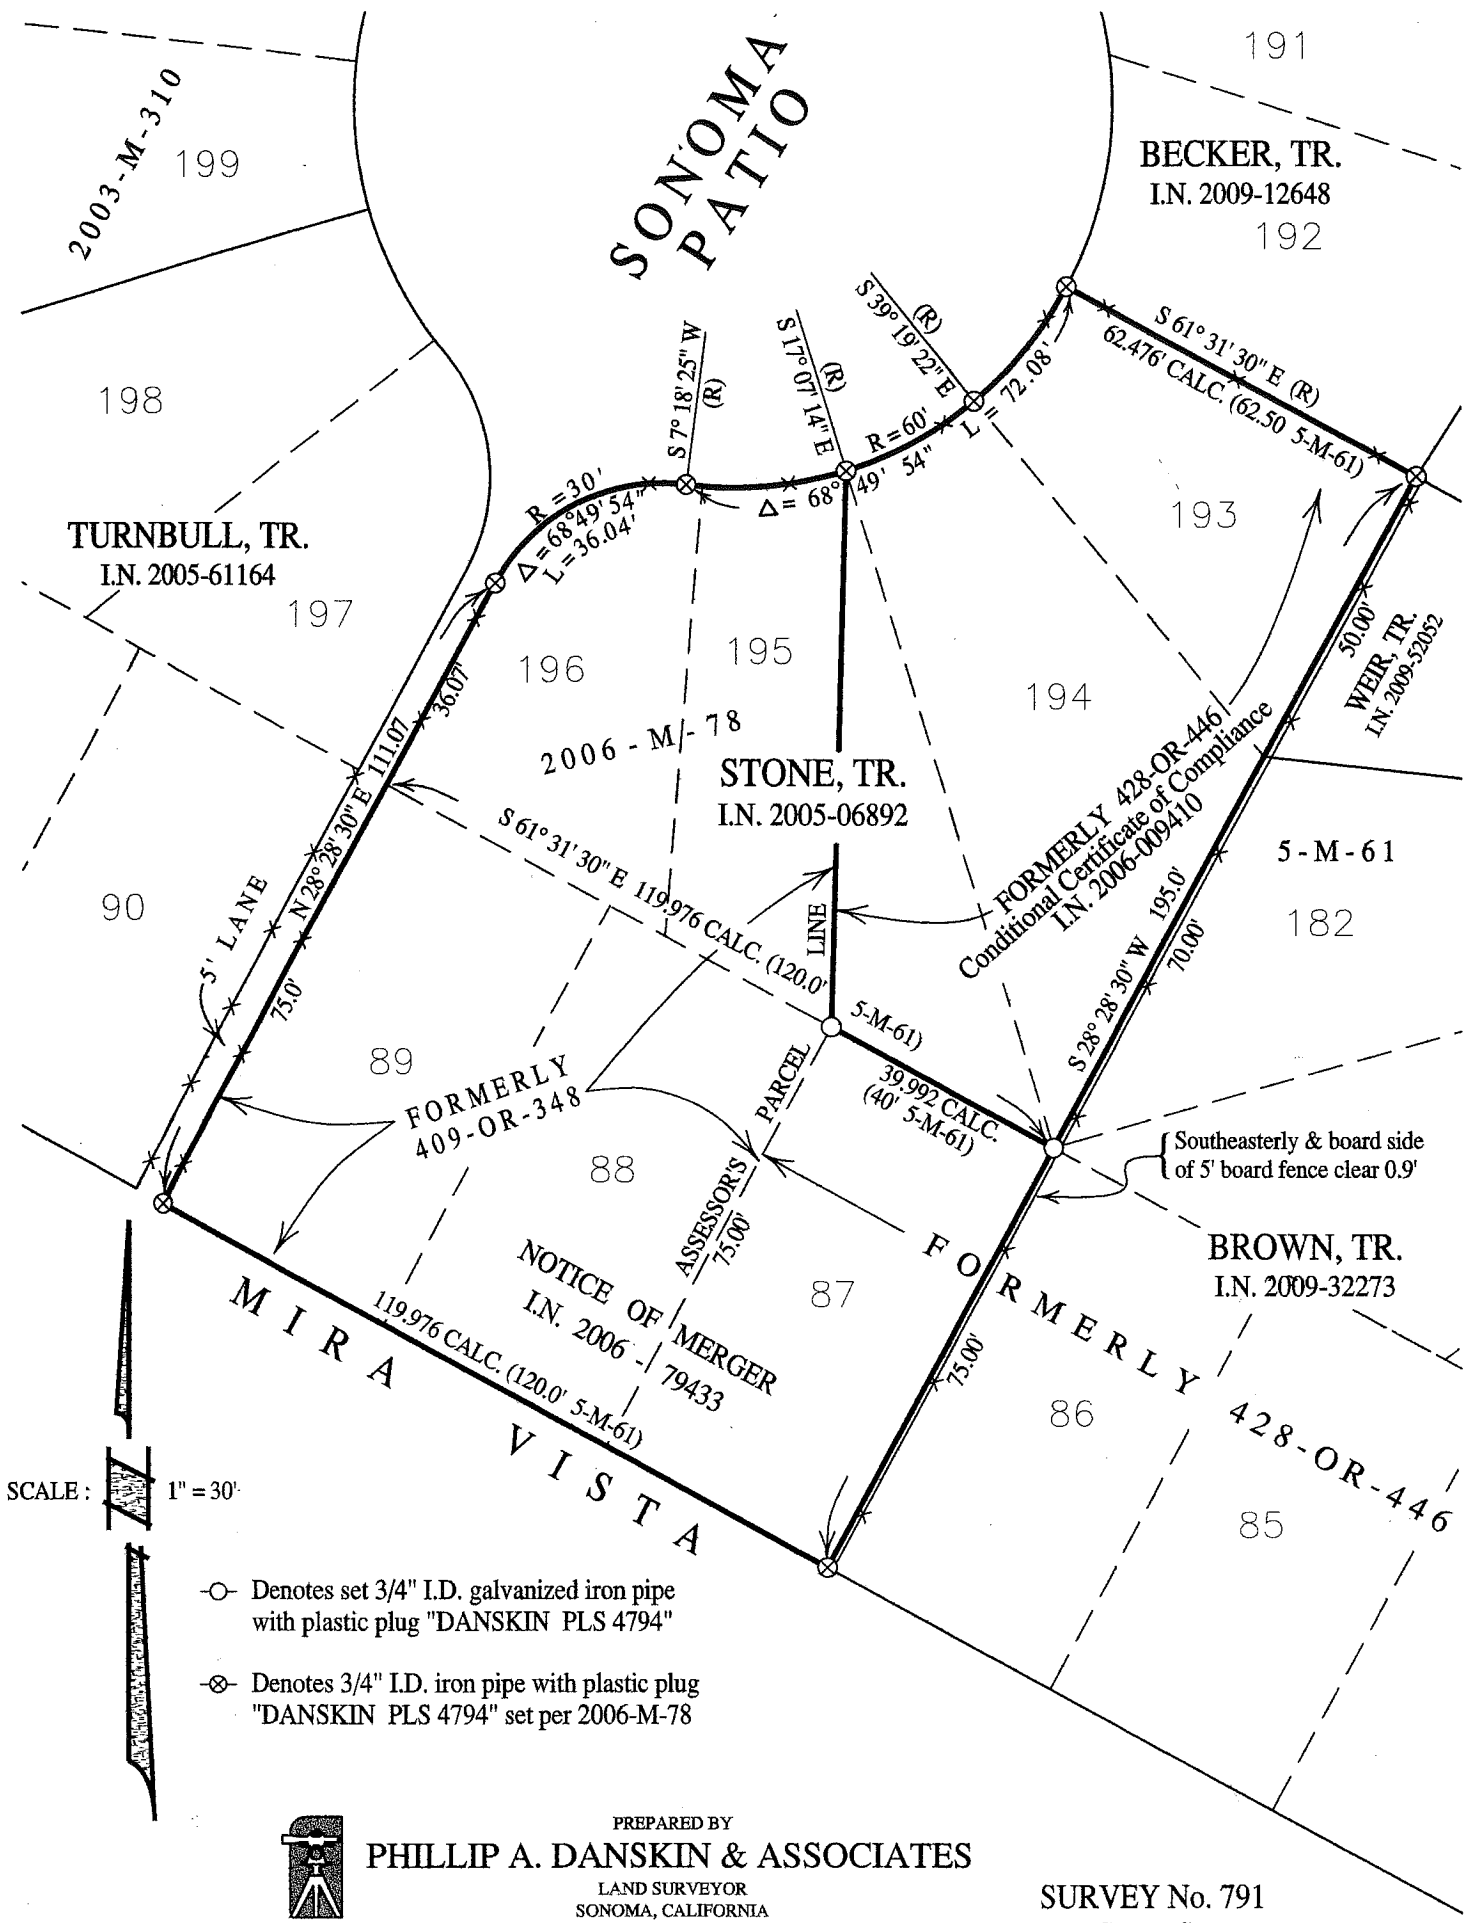 191
SONOMA
PATIO
2003-M-310
199
BECKER, TR.
I.N. 2009-12648
192
S 61° 31' 30" E (R)
62.476' CALC. (62.50 5-M-61)
S 39° 19' 22" E
(R)
S 17° 07' 14" E
(R)
S 7° 18' 25" W
(R)
198
R = 60'
L = 72.08'
Δ = 68° 49' 54"
R = 30'
Δ = 68° 49' 54"
L = 36.04'
193
TURNBULL, TR.
I.N. 2005-61164
197
196
195
194
36.07'
50.00'
WEIR, TR.
I.N. 2009-52052
2006 - M - 78
STONE, TR.
I.N. 2005-06892
FORMERLY 428-OR-446
Conditional Certificate of Compliance
I.N. 2006-009410
N 28° 28' 30" E 111.07
S 61° 31' 30" E 119.976 CALC. (120.0' 5-M-61)
5-M-61
90
5' LANE
LINE
182
S 28° 28' 30" W 195.0'
70.00'
75.0'
89
FORMERLY
409-OR-348
PARCEL
39.992 CALC.
(40' 5-M-61)
Southeasterly & board side
of 5' board fence clear 0.9'
88
ASSESSOR'S
75.00'
BROWN, TR.
I.N. 2009-32273
NOTICE OF MERGER
I.N. 2006 - 79433
87
FORMERLY 428-OR-446
MIRA VISTA
119.976 CALC. (120.0' 5-M-61)
75.00'
86
85
SCALE : 1" = 30'
Denotes set 3/4" I.D. galvanized iron pipe
with plastic plug "DANSKIN PLS 4794"
Denotes 3/4" I.D. iron pipe with plastic plug
"DANSKIN PLS 4794" set per 2006-M-78
PREPARED BY
PHILLIP A. DANSKIN & ASSOCIATES
LAND SURVEYOR
SONOMA, CALIFORNIA
SURVEY No. 791